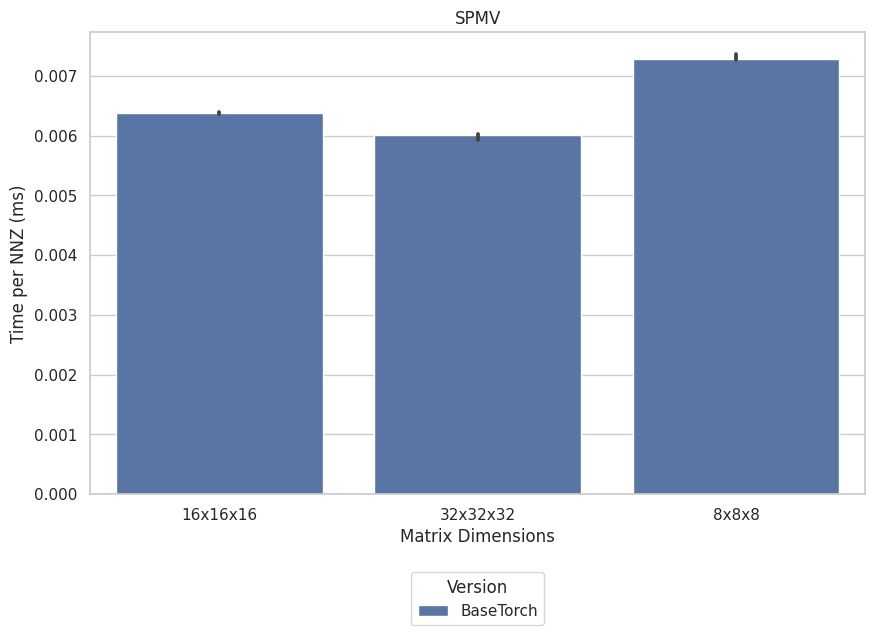 SPMV
Time per NNZ (ms)
0.007
0.006
0.005
0.004
0.003
0.002
0.001
0.000
16x16x16 32x32x32 8x8x8
Matrix Dimensions
Version
BaseTorch